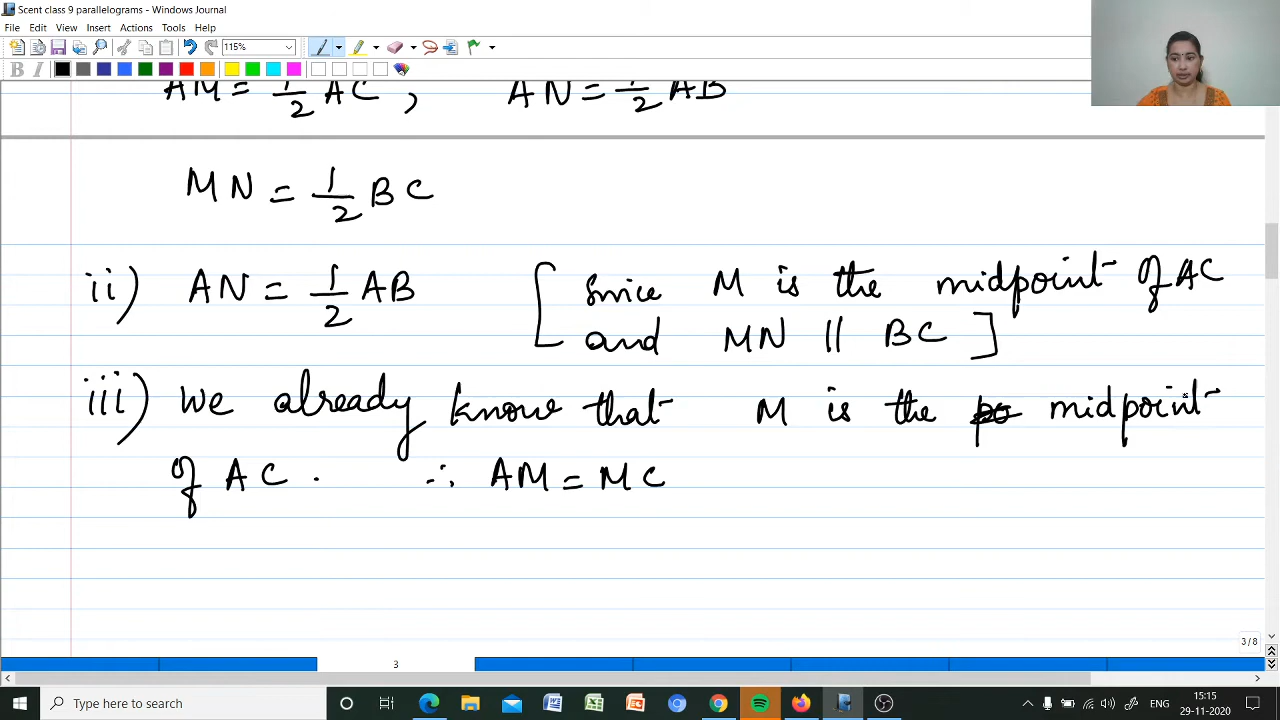 Scent class 9 parallelograms - Windows Journal
File Edit View Insert Actions Tools Help
115%
B I
AM = 1/2 AC , AN = 1/2 AB
MN = 1/2 BC
ii) AN = 1/2 AB [ Since M is the midpoint of AC
and MN || BC ]
iii) We already know that M is the midpoint
of AC . ∴ AM = MC
3/8
3
Type here to search
ENG
15:15
29-11-2020